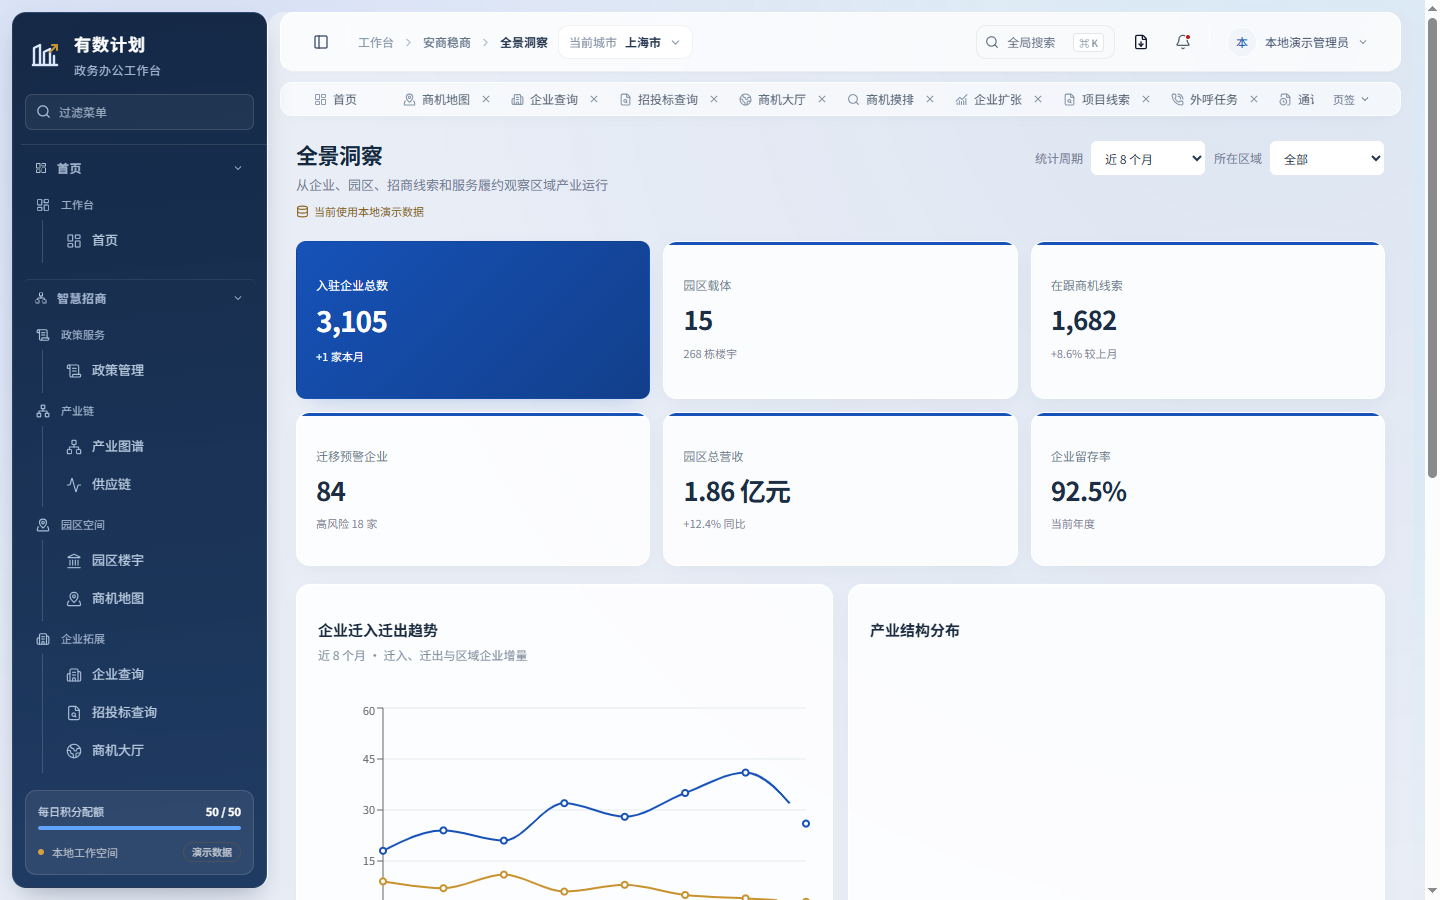 有数计划
政务办公工作台
过滤菜单
首页
工作台
首页
智慧招商
政策服务
政策管理
产业链
产业图谱
供应链
园区空间
园区楼宇
商机地图
企业拓展
企业查询
招投标查询
商机大厅
每日积分配额 50 / 50
本地工作空间 演示数据
工作台 安商稳商 全景洞察 当前城市 上海市 全局搜索 ⌘K 本 本地演示管理员
首页 商机地图 企业查询 招投标查询 商机大厅 商机摸排 企业扩张 项目线索 外呼任务 通 页签
全景洞察
从企业、园区、招商线索和服务履约观察区域产业运行
当前使用本地演示数据
统计周期 近 8 个月 所在区域 全部
入驻企业总数
3,105
+1 家本月
园区载体
15
268 栋楼宇
在跟商机线索
1,682
+8.6% 较上月
迁移预警企业
84
高风险 18 家
园区总营收
1.86 亿元
+12.4% 同比
企业留存率
92.5%
当前年度
企业迁入迁出趋势
近 8 个月 • 迁入、迁出与区域企业增量
60
45
30
15
产业结构分布